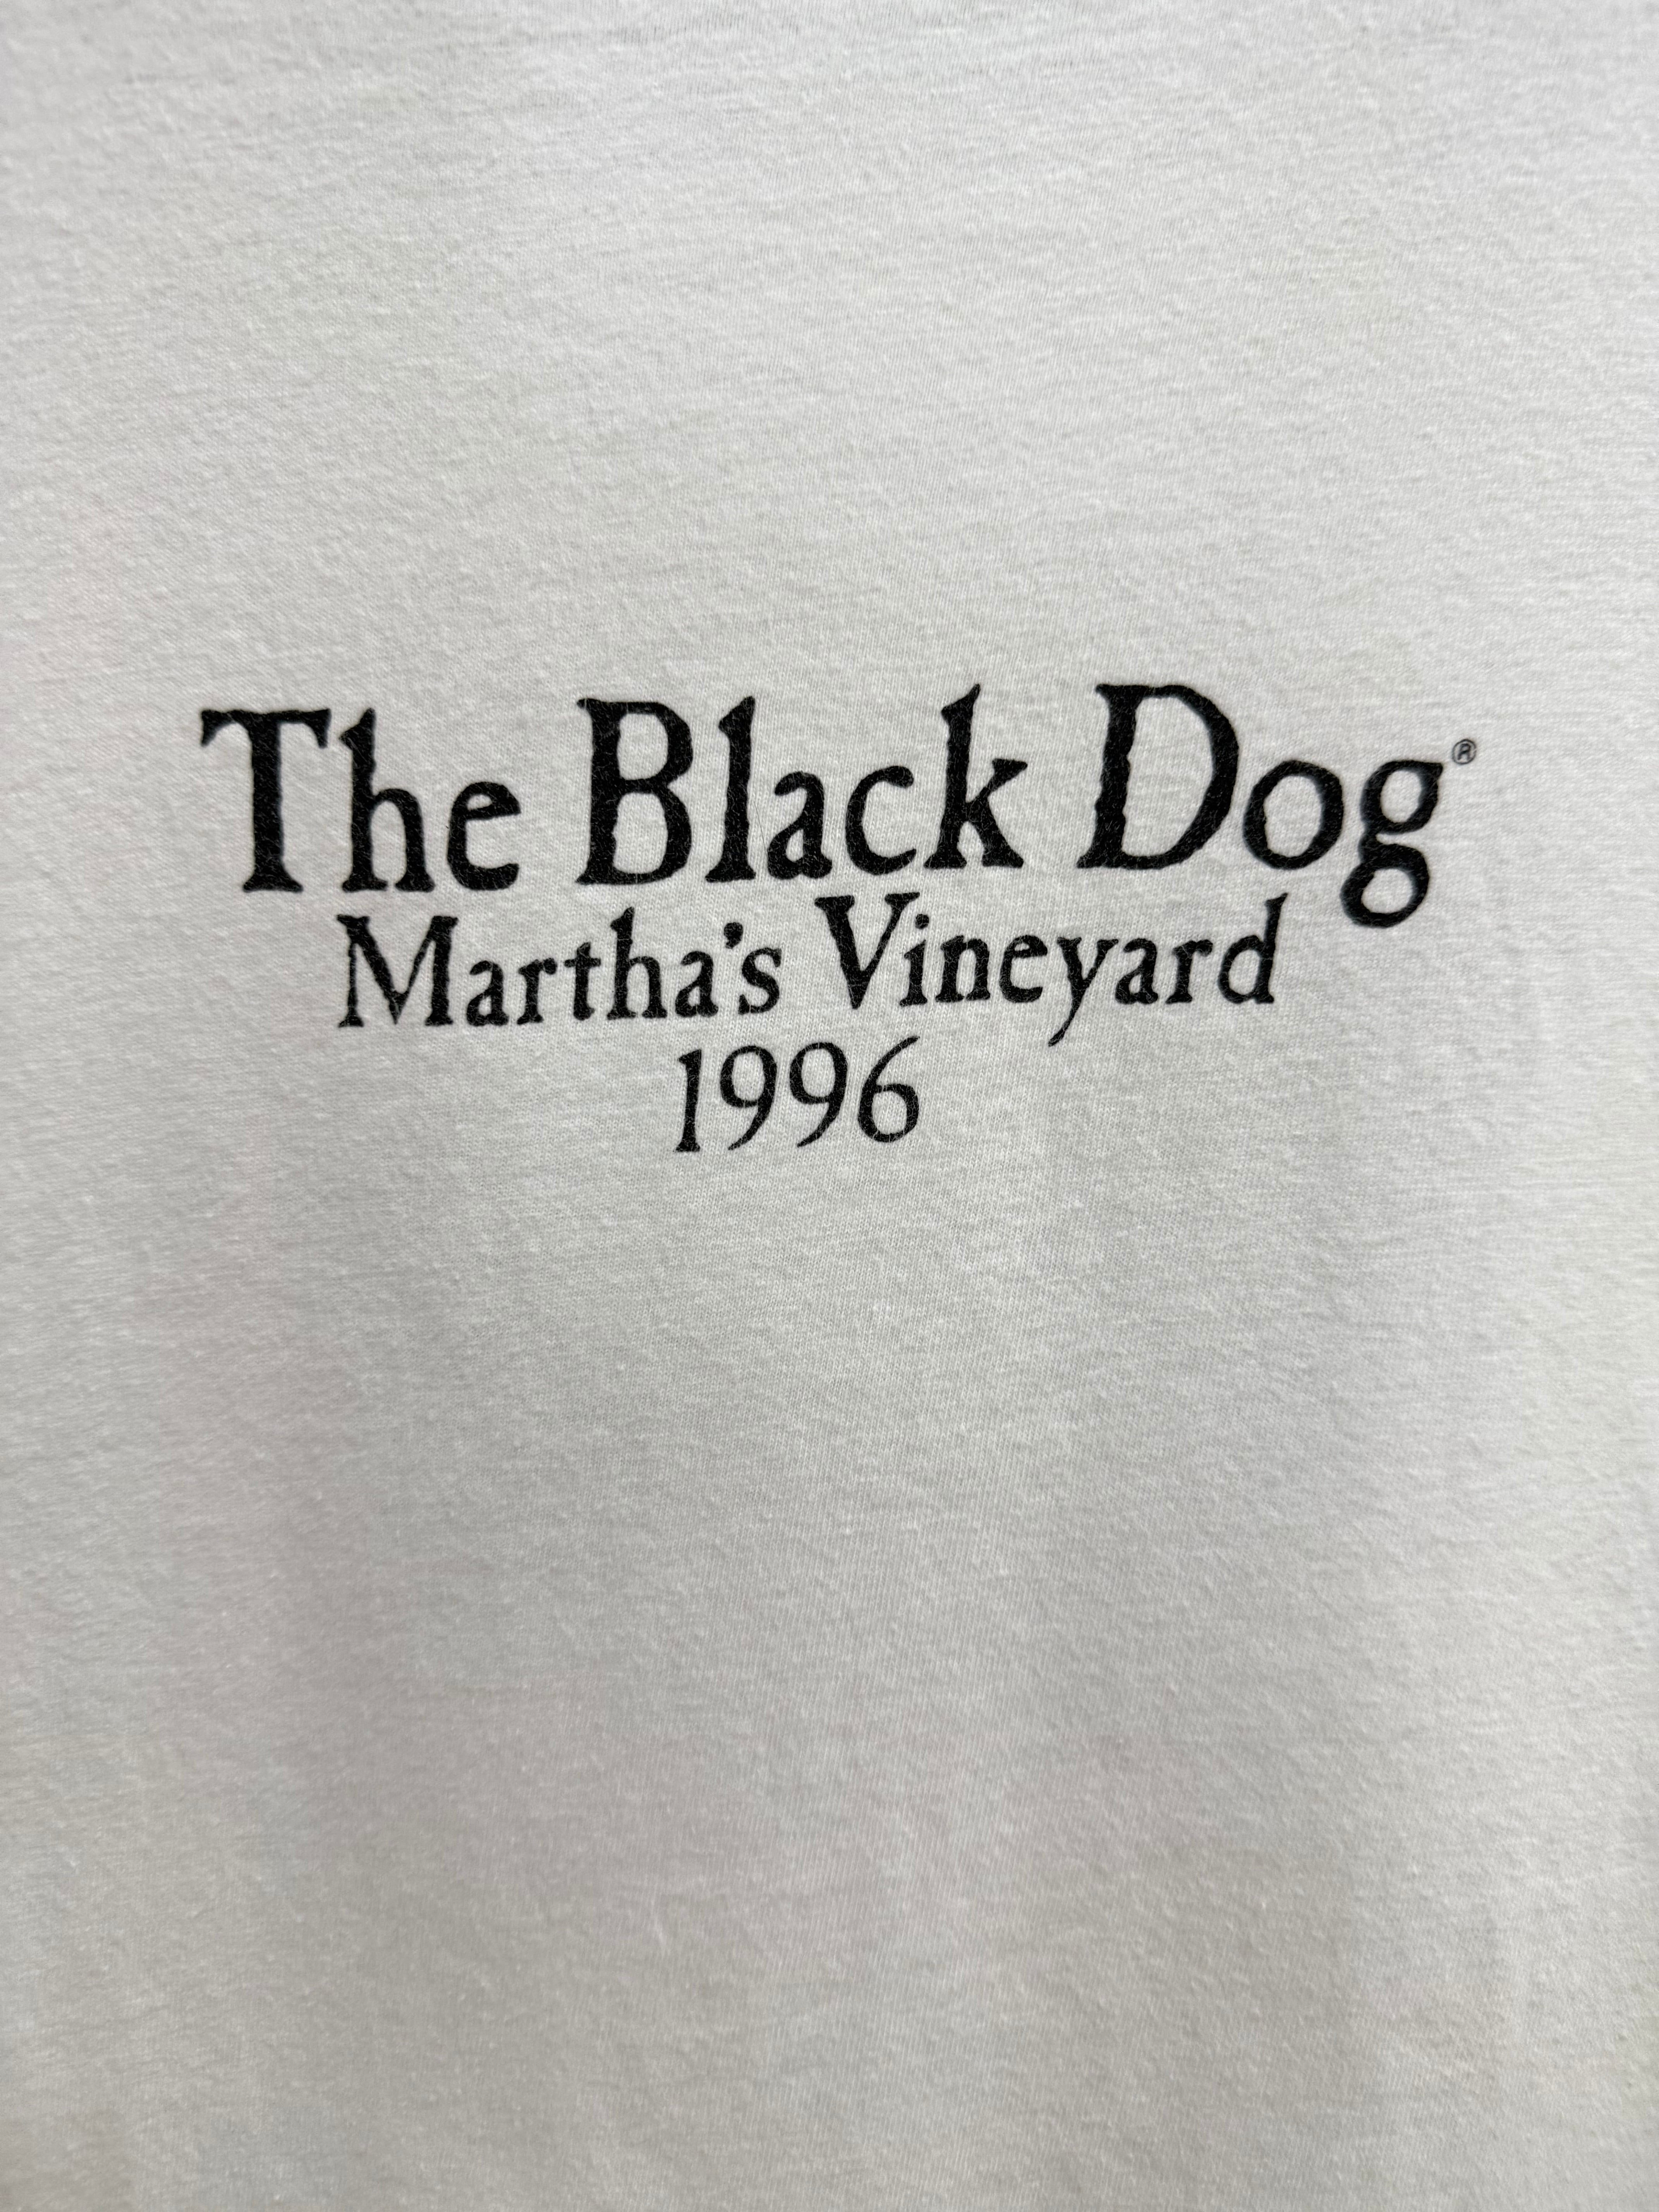 The Black Dog®
Martha's Vineyard
1996